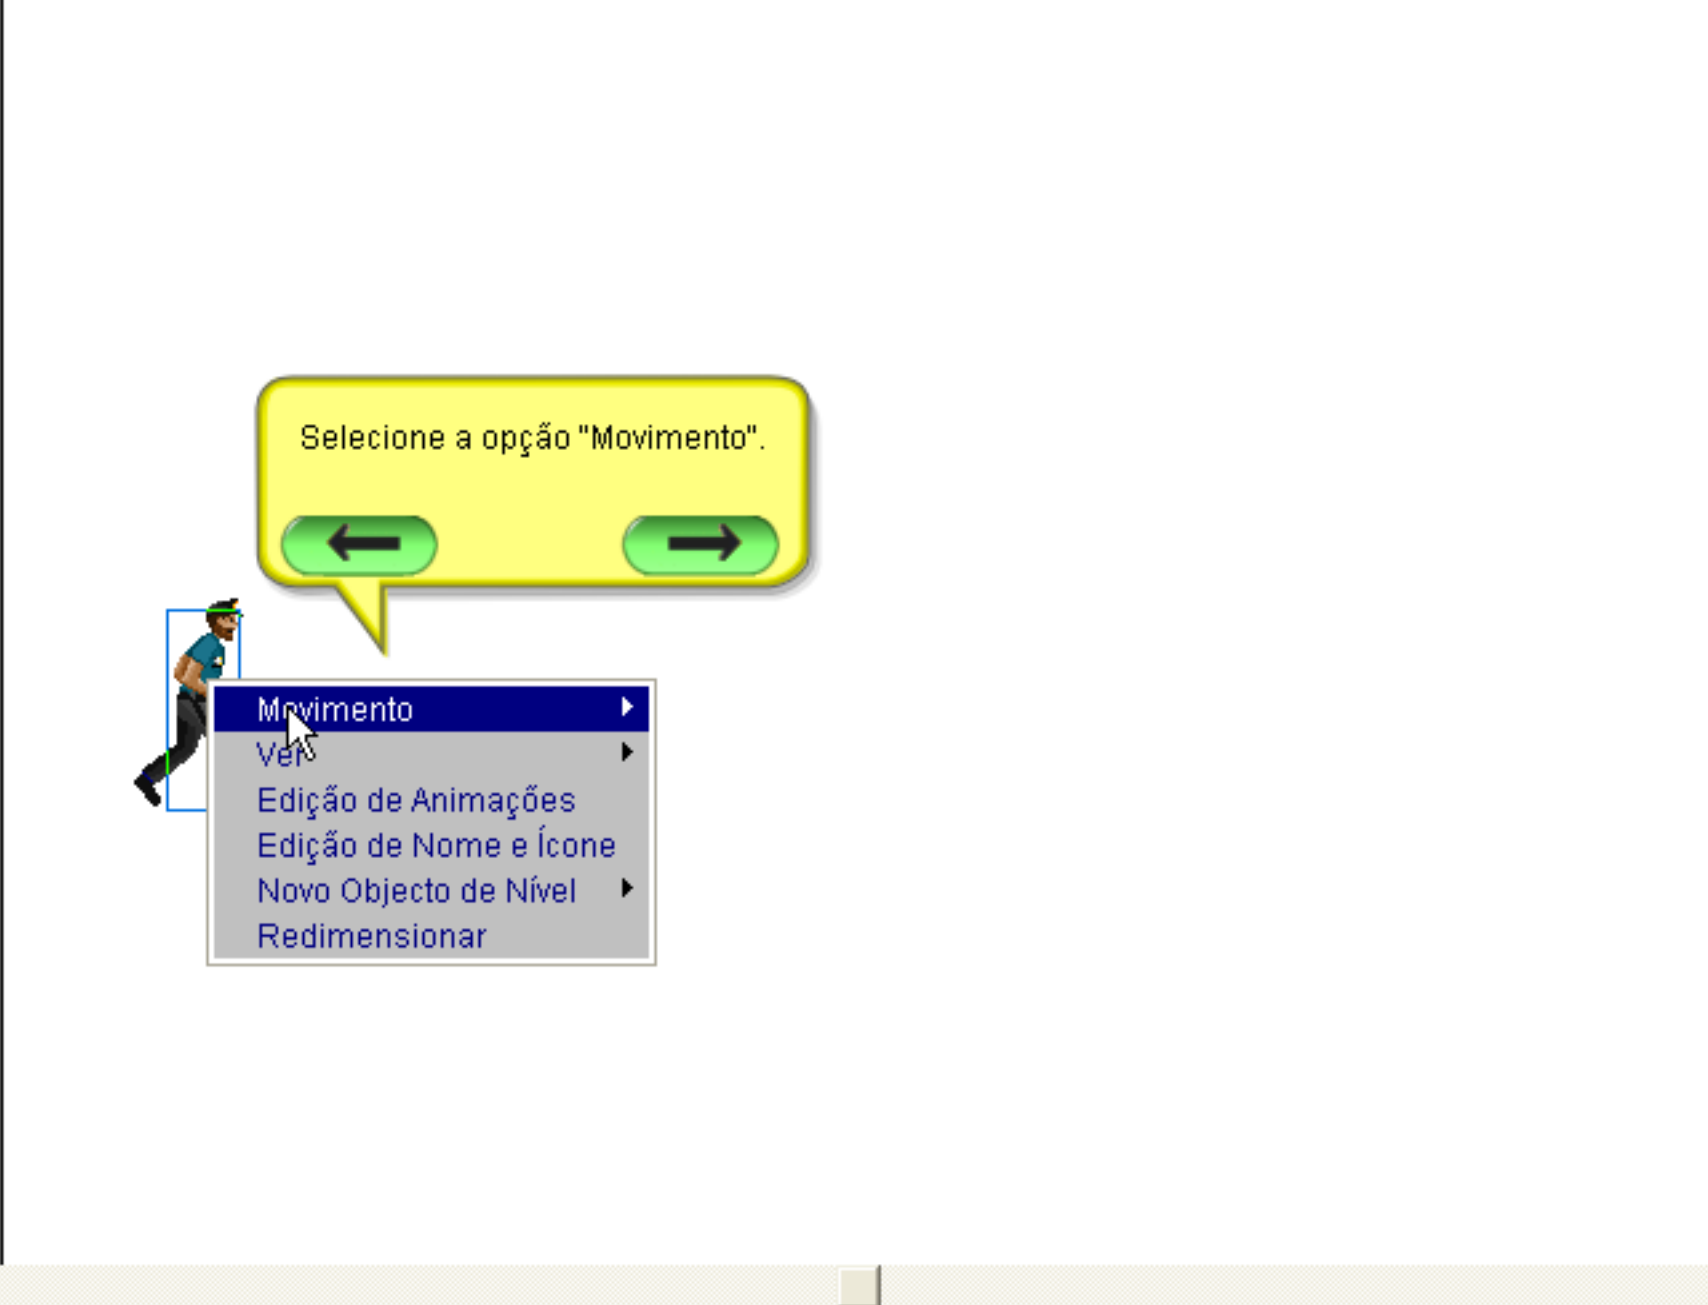 Selecione a opção "Movimento".
Movimento
Ver
Edição de Animações
Edição de Nome e Ícone
Novo Objecto de Nível
Redimensionar